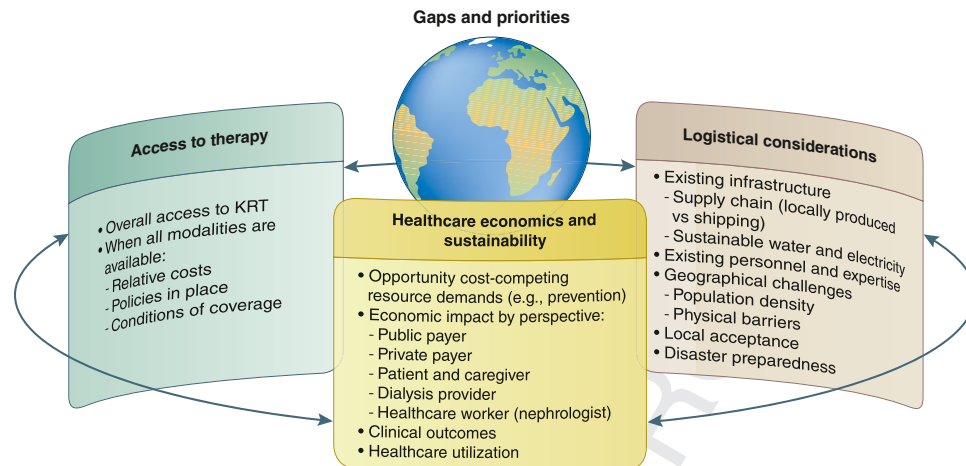 Gaps and priorities
Access to therapy
• Overall access to KRT
• When all modalities are
available:
- Relative costs
- Policies in place
- Conditions of coverage
Healthcare economics and
sustainability
• Opportunity cost-competing
resource demands (e.g., prevention)
• Economic impact by perspective:
- Public payer
- Private payer
- Patient and caregiver
- Dialysis provider
- Healthcare worker (nephrologist)
• Clinical outcomes
• Healthcare utilization
Logistical considerations
• Existing infrastructure
- Supply chain (locally produced
vs shipping)
- Sustainable water and electricity
• Existing personnel and expertise
• Geographical challenges
- Population density
- Physical barriers
• Local acceptance
• Disaster preparedness